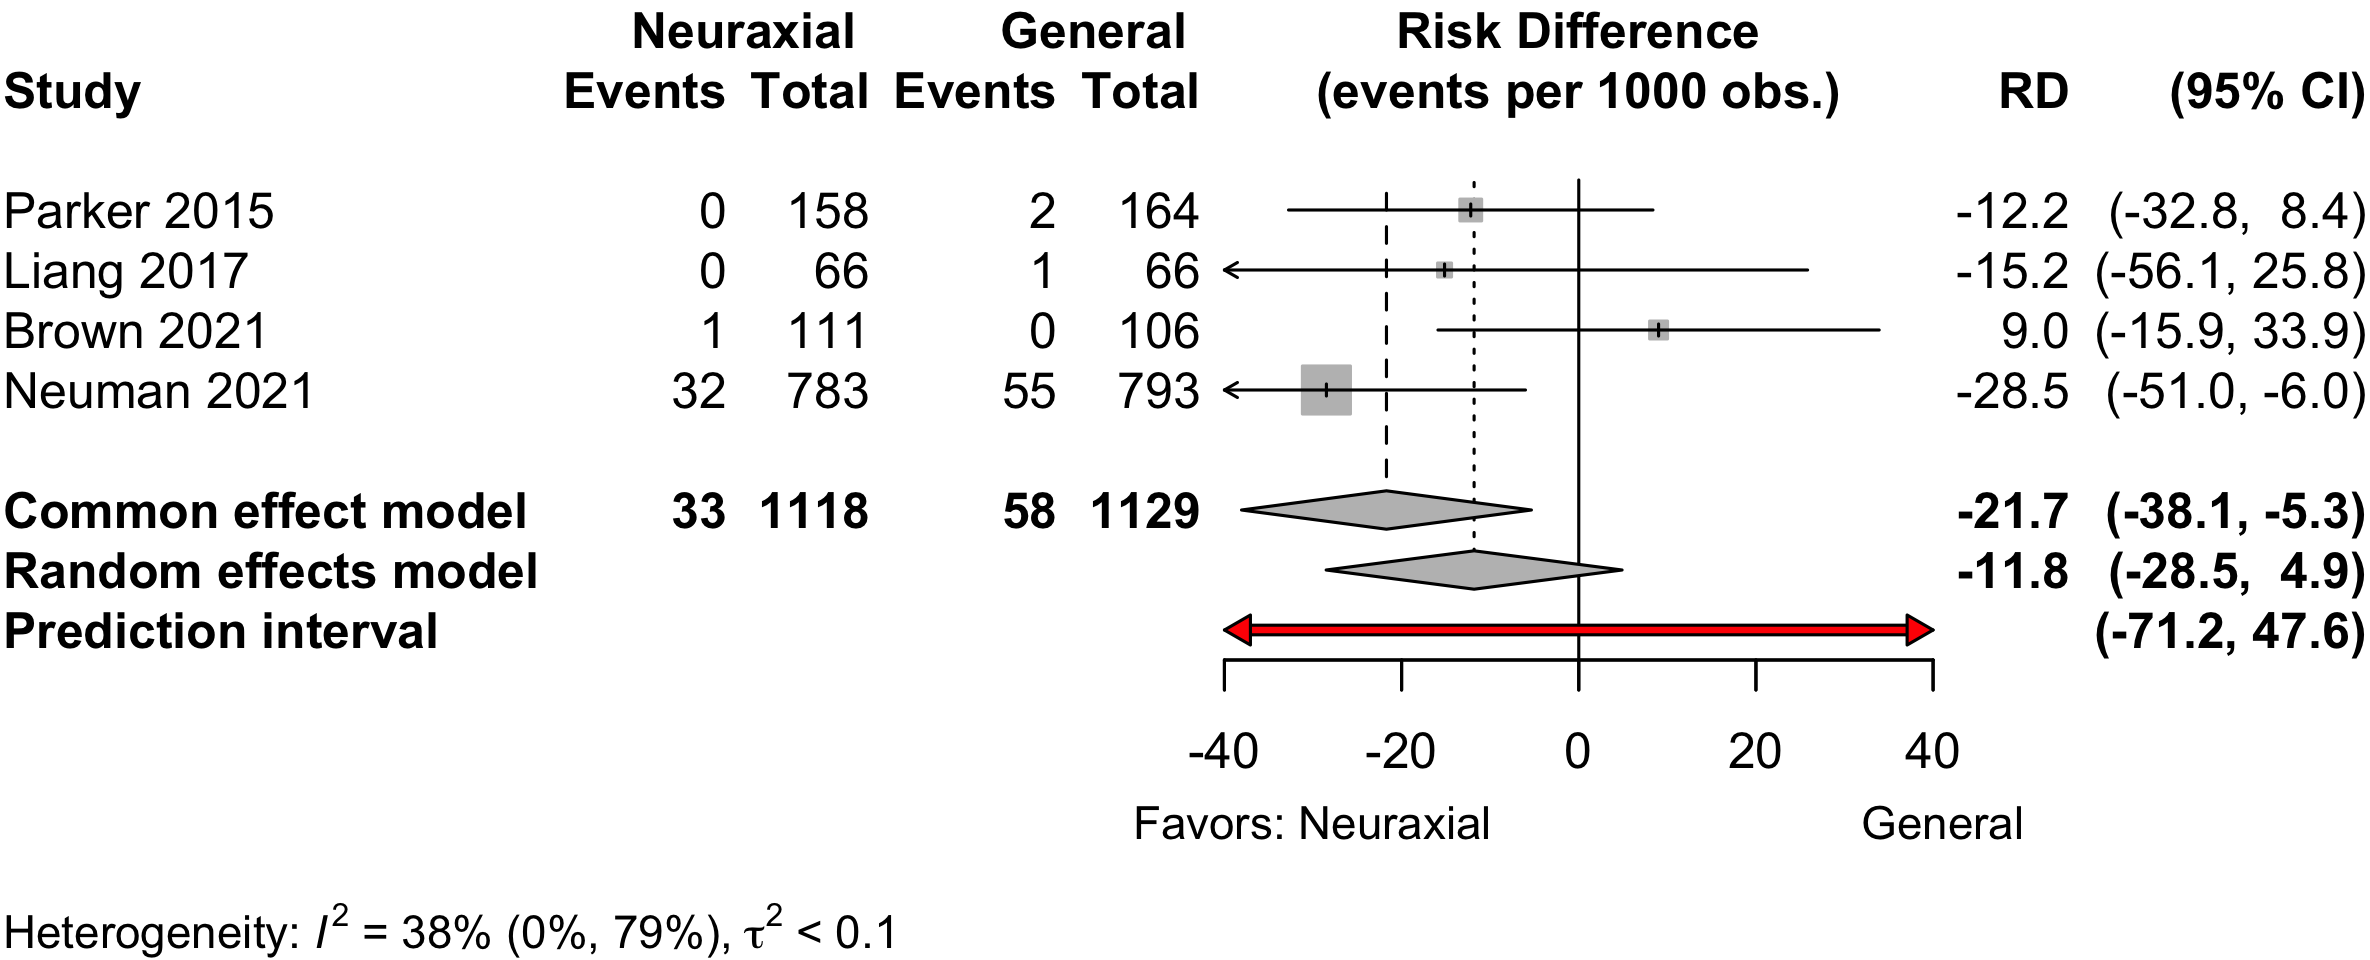 Neuraxial General Risk Difference
Study Events Total Events Total (events per 1000 obs.) RD (95% CI)
Parker 2015 0 158 2 164 -12.2 (-32.8, 8.4)
Liang 2017 0 66 1 66 -15.2 (-56.1, 25.8)
Brown 2021 1 111 0 106 9.0 (-15.9, 33.9)
Neuman 2021 32 783 55 793 -28.5 (-51.0, -6.0)
Common effect model 33 1118 58 1129 -21.7 (-38.1, -5.3)
Random effects model -11.8 (-28.5, 4.9)
Prediction interval (-71.2, 47.6)
-40 -20 0 20 40
Favors: Neuraxial General
Heterogeneity: I² = 38% (0%, 79%), τ² < 0.1